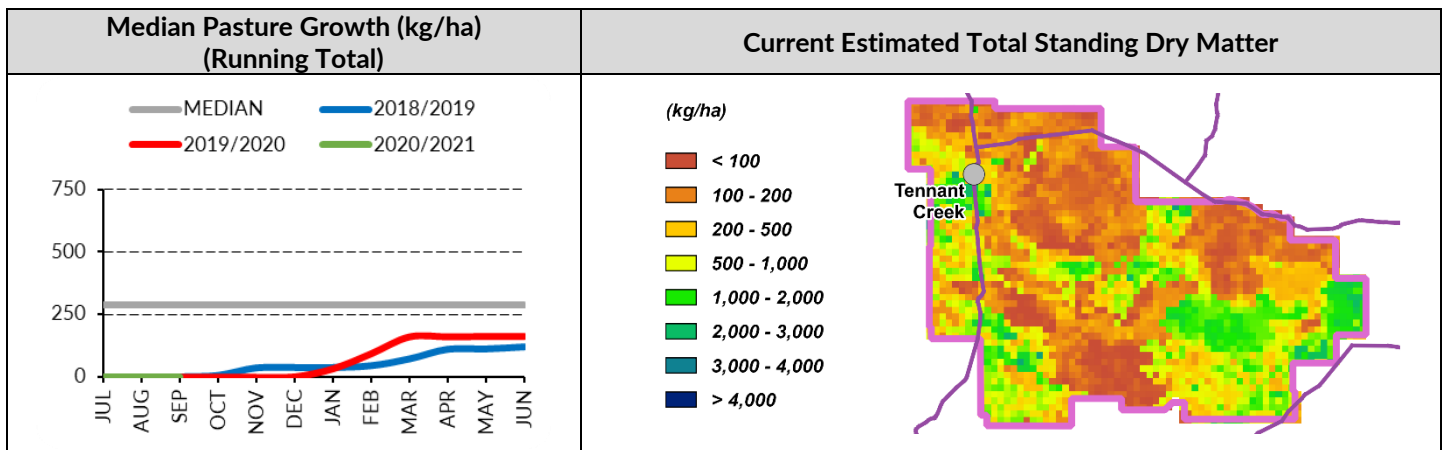 Median Pasture Growth (kg/ha)
(Running Total)
Current Estimated Total Standing Dry Matter
MEDIAN
2018/2019
2019/2020
2020/2021
750
500
250
0
JUL
AUG
SEP
OCT
NOV
DEC
JAN
FEB
MAR
APR
MAY
JUN
(kg/ha)
< 100
100 - 200
200 - 500
500 - 1,000
1,000 - 2,000
2,000 - 3,000
3,000 - 4,000
> 4,000
Tennant
Creek